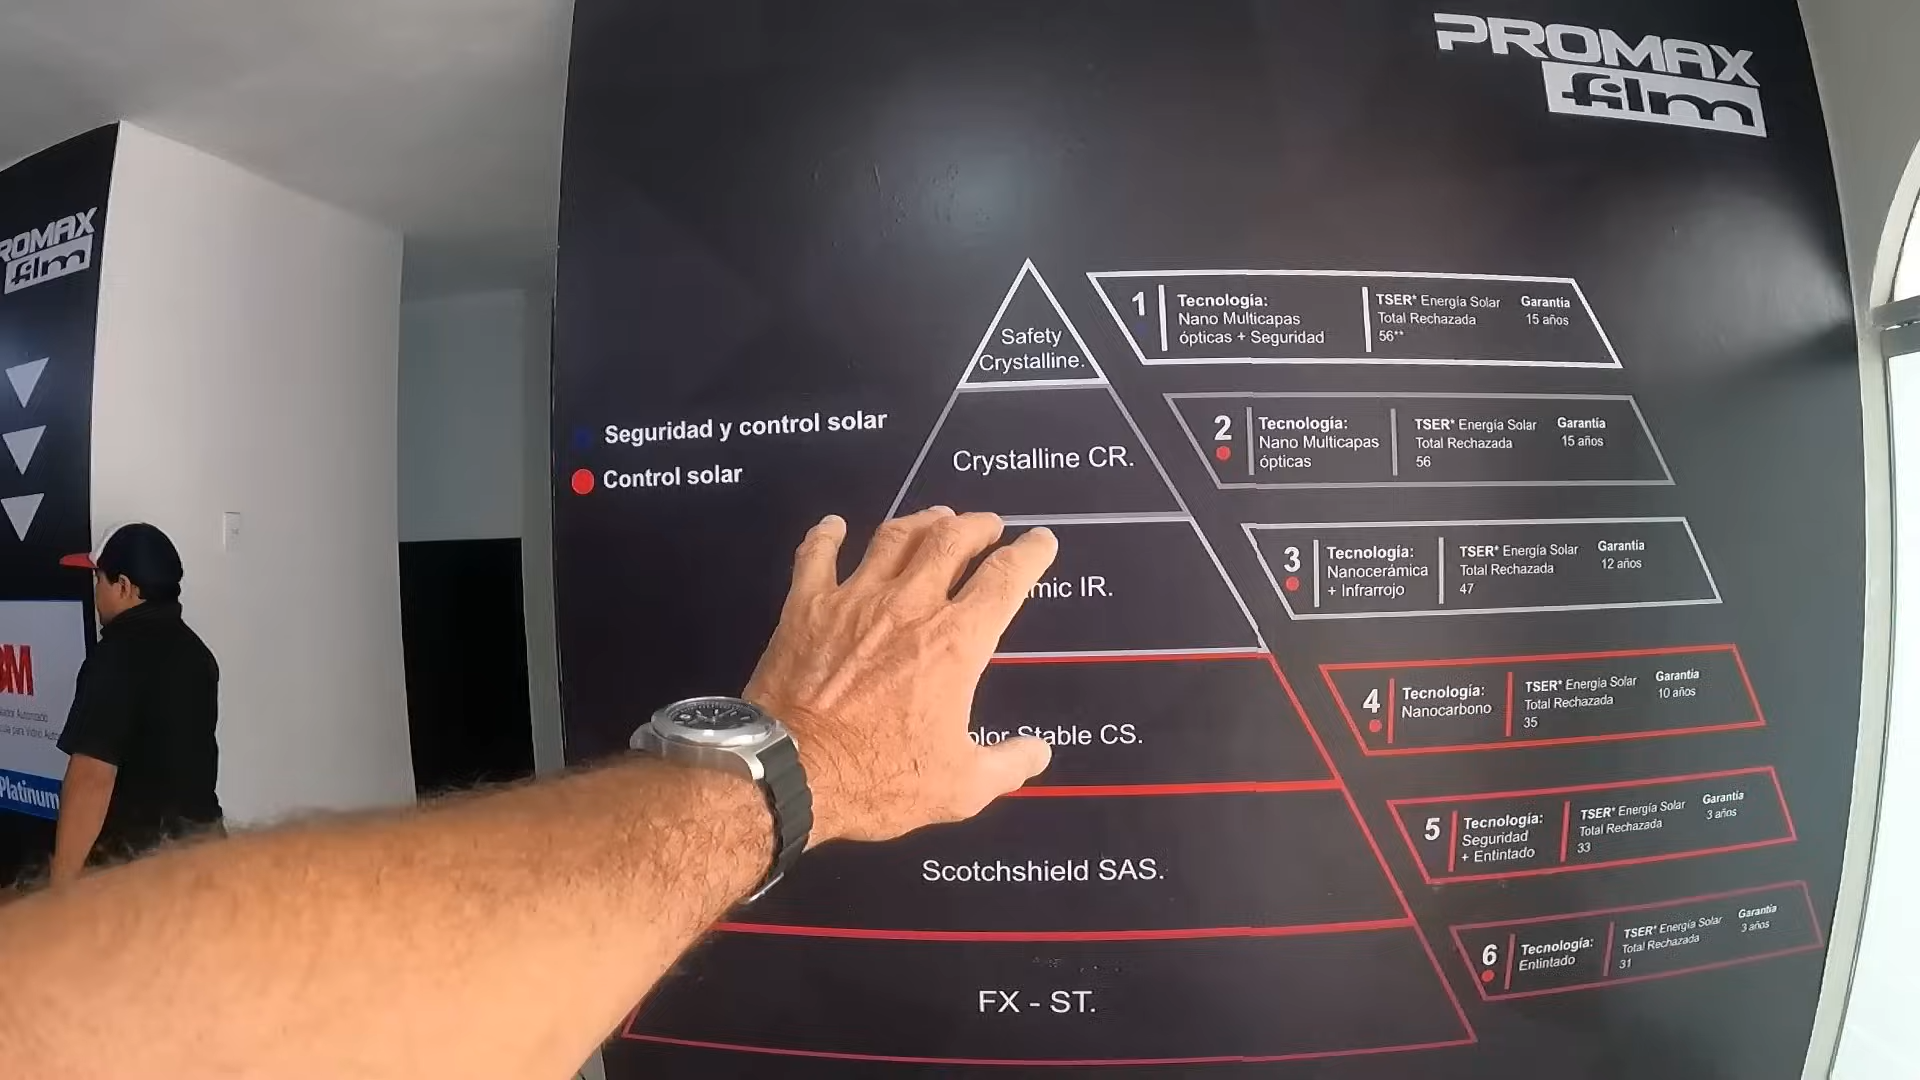 PROMAX
film
ROMAX
film
Safety
Crystalline.
1
Tecnología:
Nano Multicapas
ópticas + Seguridad
TSER* Energía Solar
Total Rechazada
56**
Garantía
15 años
Seguridad y control solar
Control solar
Crystalline CR.
2
Tecnología:
Nano Multicapas
ópticas
TSER* Energía Solar
Total Rechazada
56
Garantía
15 años
mic IR.
3
Tecnología:
Nanocerámica
+ Infrarrojo
TSER* Energía Solar
Total Rechazada
47
Garantía
12 años
olor Stable CS.
4
Tecnología:
Nanocarbono
TSER* Energía Solar
Total Rechazada
35
Garantía
10 años
Scotchshield SAS.
5
Tecnología:
Seguridad
+ Entintado
TSER* Energía Solar
Total Rechazada
33
Garantía
3 años
FX - ST.
6
Tecnología:
Entintado
TSER* Energía Solar
Total Rechazada
31
Garantía
3 años
3M
Autorizado
para Vidrio
Platinum